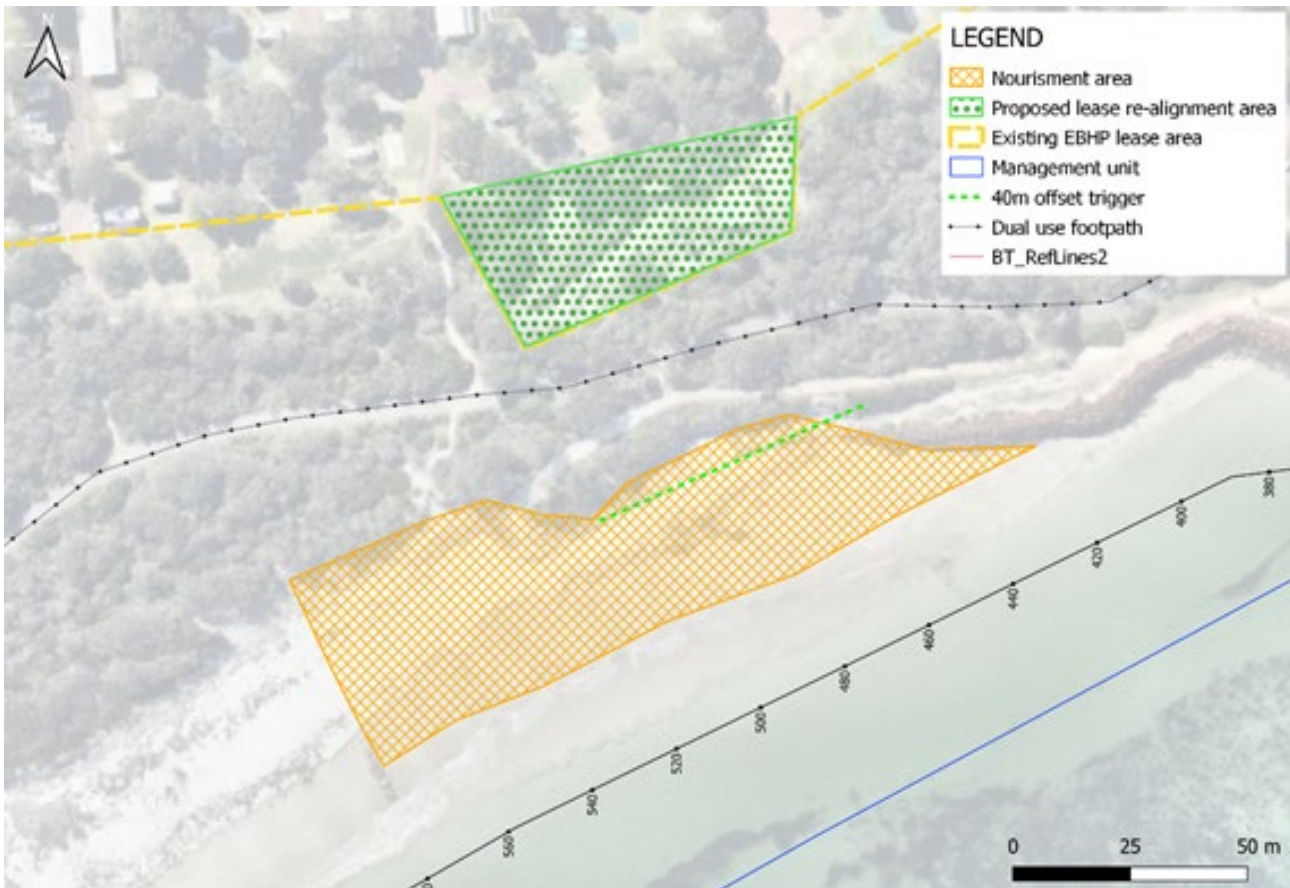 LEGEND
Nourisment area
Proposed lease re-alignment area
Existing EBHP lease area
Management unit
40m offset trigger
Dual use footpath
BT_RefLines2
380
400
420
440
460
480
500
520
540
560
0 25 50 m